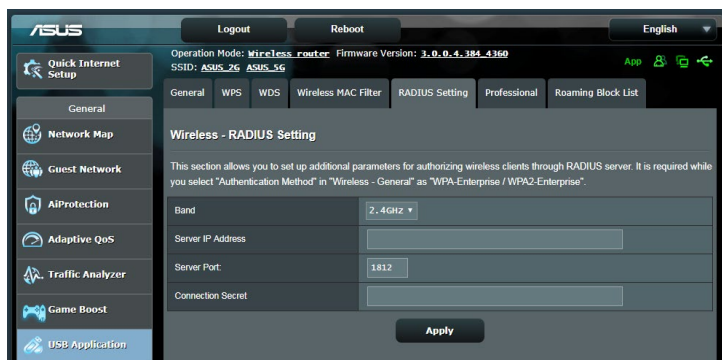 ASUS
Logout
Reboot
English
Quick Internet
Setup
Operation Mode: Wireless router Firmware Version: 3.0.0.4.384_4360
SSID: ASUS_2G ASUS_5G
App
General
WPS
WDS
Wireless MAC Filter
RADIUS Setting
Professional
Roaming Block List
General
Network Map
Guest Network
AiProtection
Adaptive QoS
Traffic Analyzer
Game Boost
USB Application
Wireless - RADIUS Setting
This section allows you to set up additional parameters for authorizing wireless clients through RADIUS server. It is required while
you select "Authentication Method" in "Wireless - General" as "WPA-Enterprise / WPA2-Enterprise".
Band
2.4GHz
Server IP Address
Server Port:
1812
Connection Secret
Apply